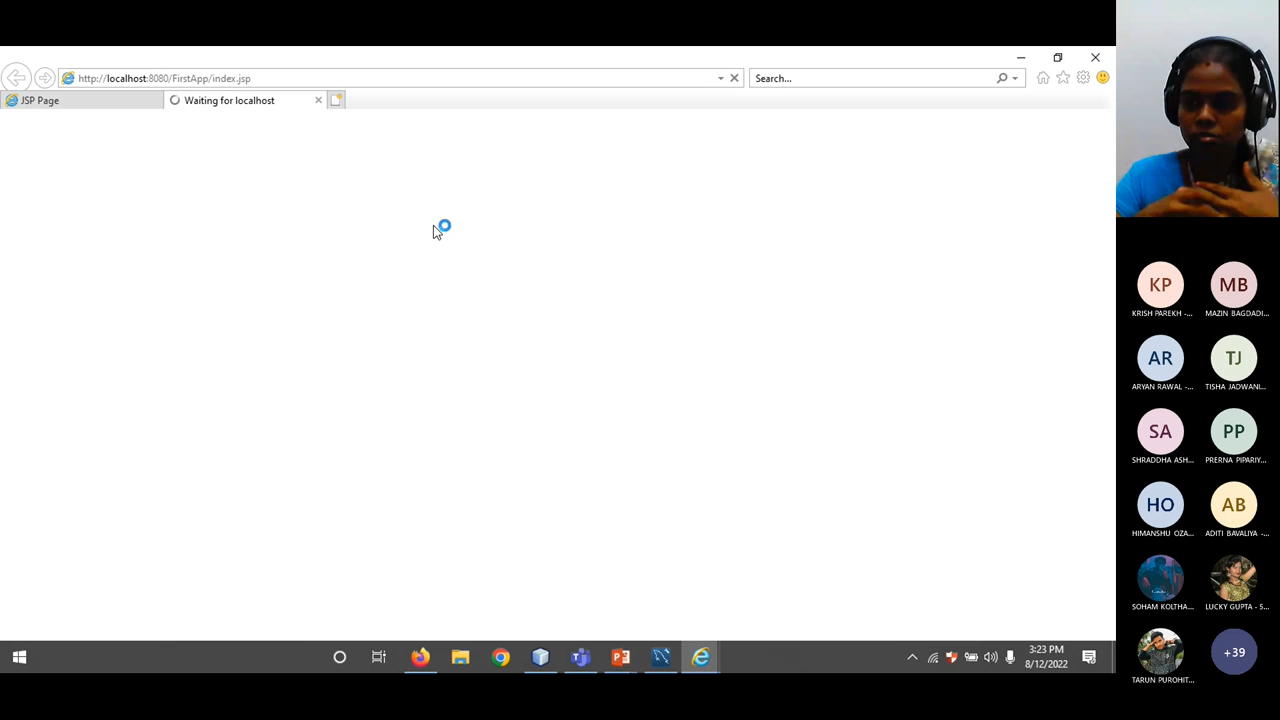 http://localhost:8080/FirstApp/index.jsp
Search...
JSP Page
Waiting for localhost
KP
MB
KRISH PAREKH -...
MAZIN BAGDADI...
AR
TJ
ARYAN RAWAL -...
TISHA JADWANI...
SA
PP
SHRADDHA ASH...
PRERNA PIPARIY...
HO
AB
HIMANSHU OZA...
ADITI BAVALIYA -...
SOHAM KOLTHA...
LUCKY GUPTA - 5...
TARUN PUROHIT...
+39
3:23 PM
8/12/2022